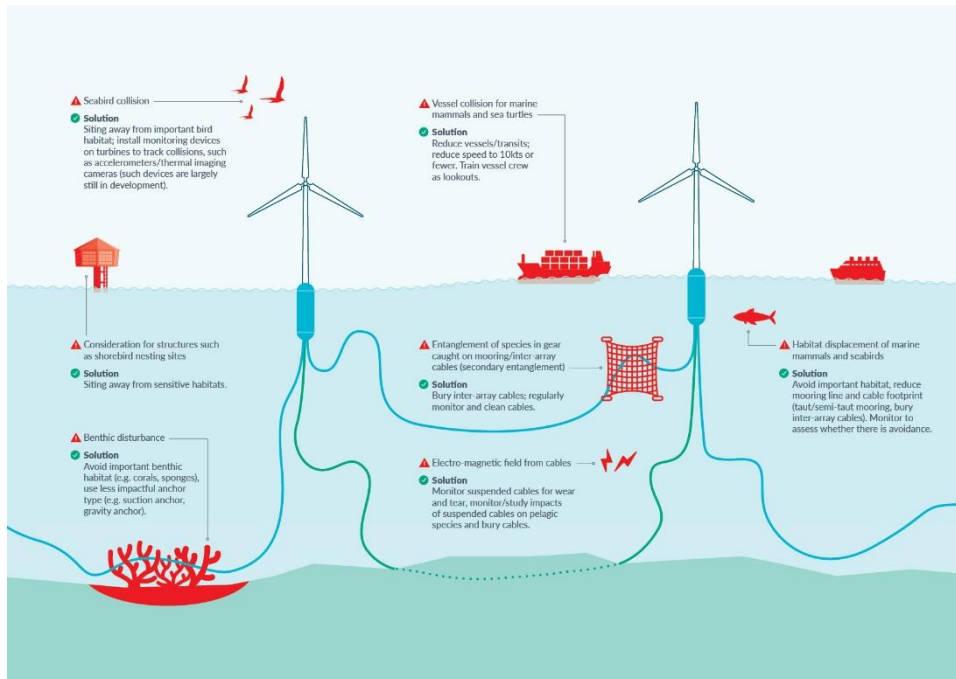 Seabird collision
Solution
Siting away from important bird
habitat; install monitoring devices
on turbines to track collisions, such
as accelerometers/thermal imaging
cameras (such devices are largely
still in development).
Vessel collision for marine
mammals and sea turtles
Solution
Reduce vessels/transits;
reduce speed to 10kts or
fewer. Train vessel crew
as lookouts.
Consideration for structures such
as shorebird nesting sites
Solution
Siting away from sensitive habitats.
Entanglement of species in gear
caught on mooring/inter-array
cables (secondary entanglement)
Solution
Bury inter-array cables; regularly
monitor and clean cables.
Habitat displacement of marine
mammals and seabirds
Solution
Avoid important habitat, reduce
mooring line and cable footprint
(taut/semi-taut mooring, bury
inter-array cables). Monitor to
assess whether there is avoidance.
Benthic disturbance
Solution
Avoid important benthic
habitat (e.g. corals, sponges),
use less impactful anchor
type (e.g. suction anchor,
gravity anchor).
Electro-magnetic field from cables
Solution
Monitor suspended cables for wear
and tear, monitor/study impacts
of suspended cables on pelagic
species and bury cables.